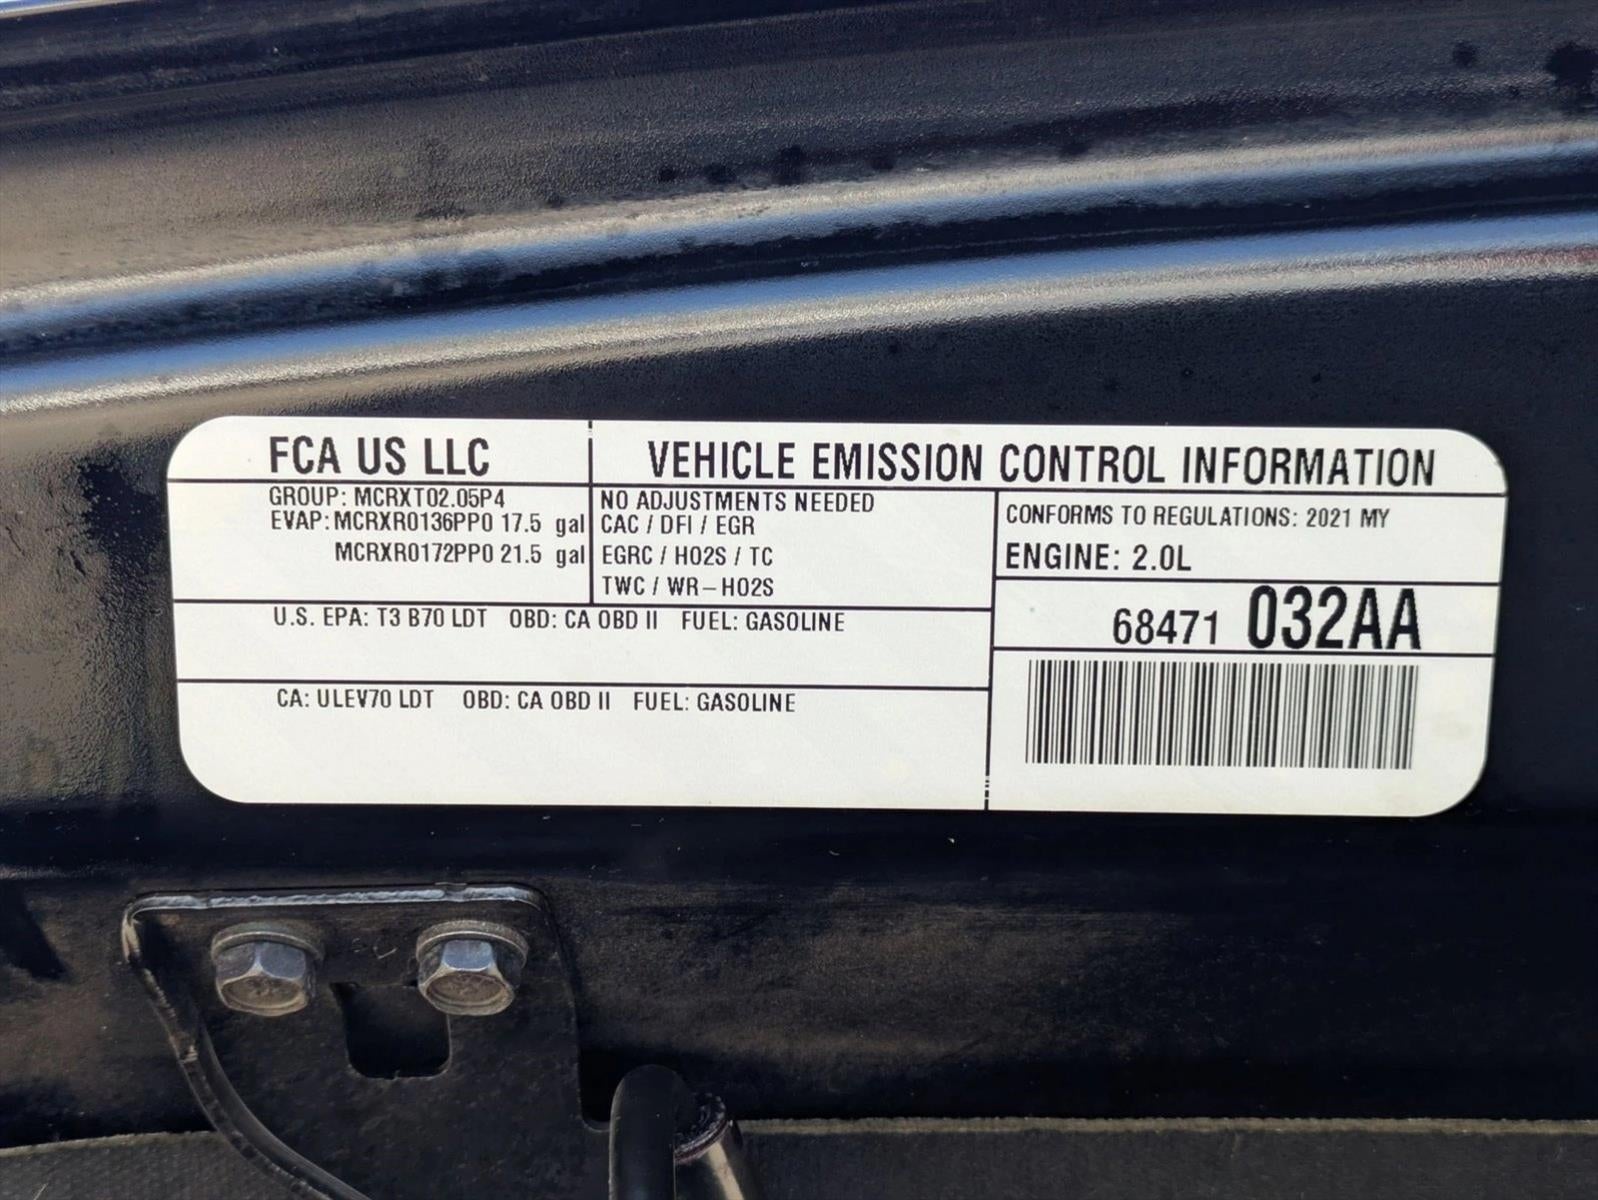 FCA US LLC
VEHICLE EMISSION CONTROL INFORMATION
GROUP: MCRXT02.05P4
EVAP: MCRXR0136PP0 17.5 gal
MCRXR0172PP0 21.5 gal
NO ADJUSTMENTS NEEDED
CAC / DFI / EGR
EGRC / HO2S / TC
TWC / WR-HO2S
CONFORMS TO REGULATIONS: 2021 MY
ENGINE: 2.0L
68471 032AA
U.S. EPA: T3 B70 LDT OBD: CA OBD II FUEL: GASOLINE
CA: ULEV70 LDT OBD: CA OBD II FUEL: GASOLINE